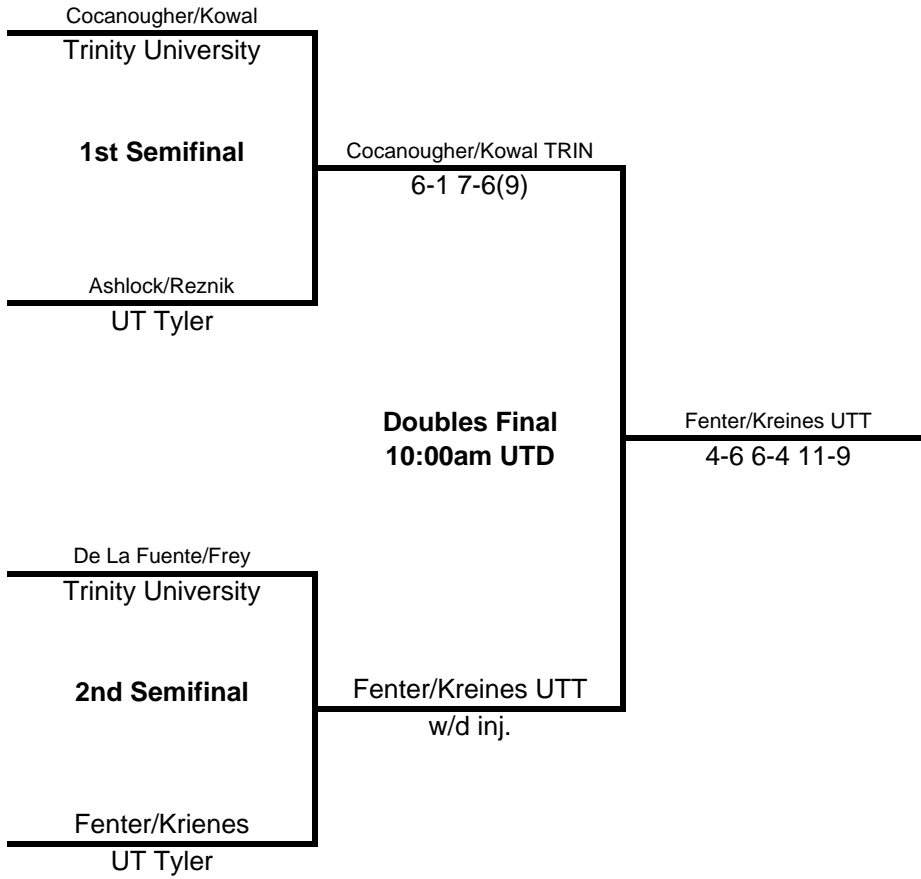 Cocanougher/Kowal
Trinity University
1st Semifinal
Cocanougher/Kowal TRIN
6-1 7-6(9)
Ashlock/Reznik
UT Tyler
Doubles Final
10:00am UTD
Fenter/Kreines UTT
4-6 6-4 11-9
De La Fuente/Frey
Trinity University
2nd Semifinal
Fenter/Kreines UTT
w/d inj.
Fenter/Krienes
UT Tyler